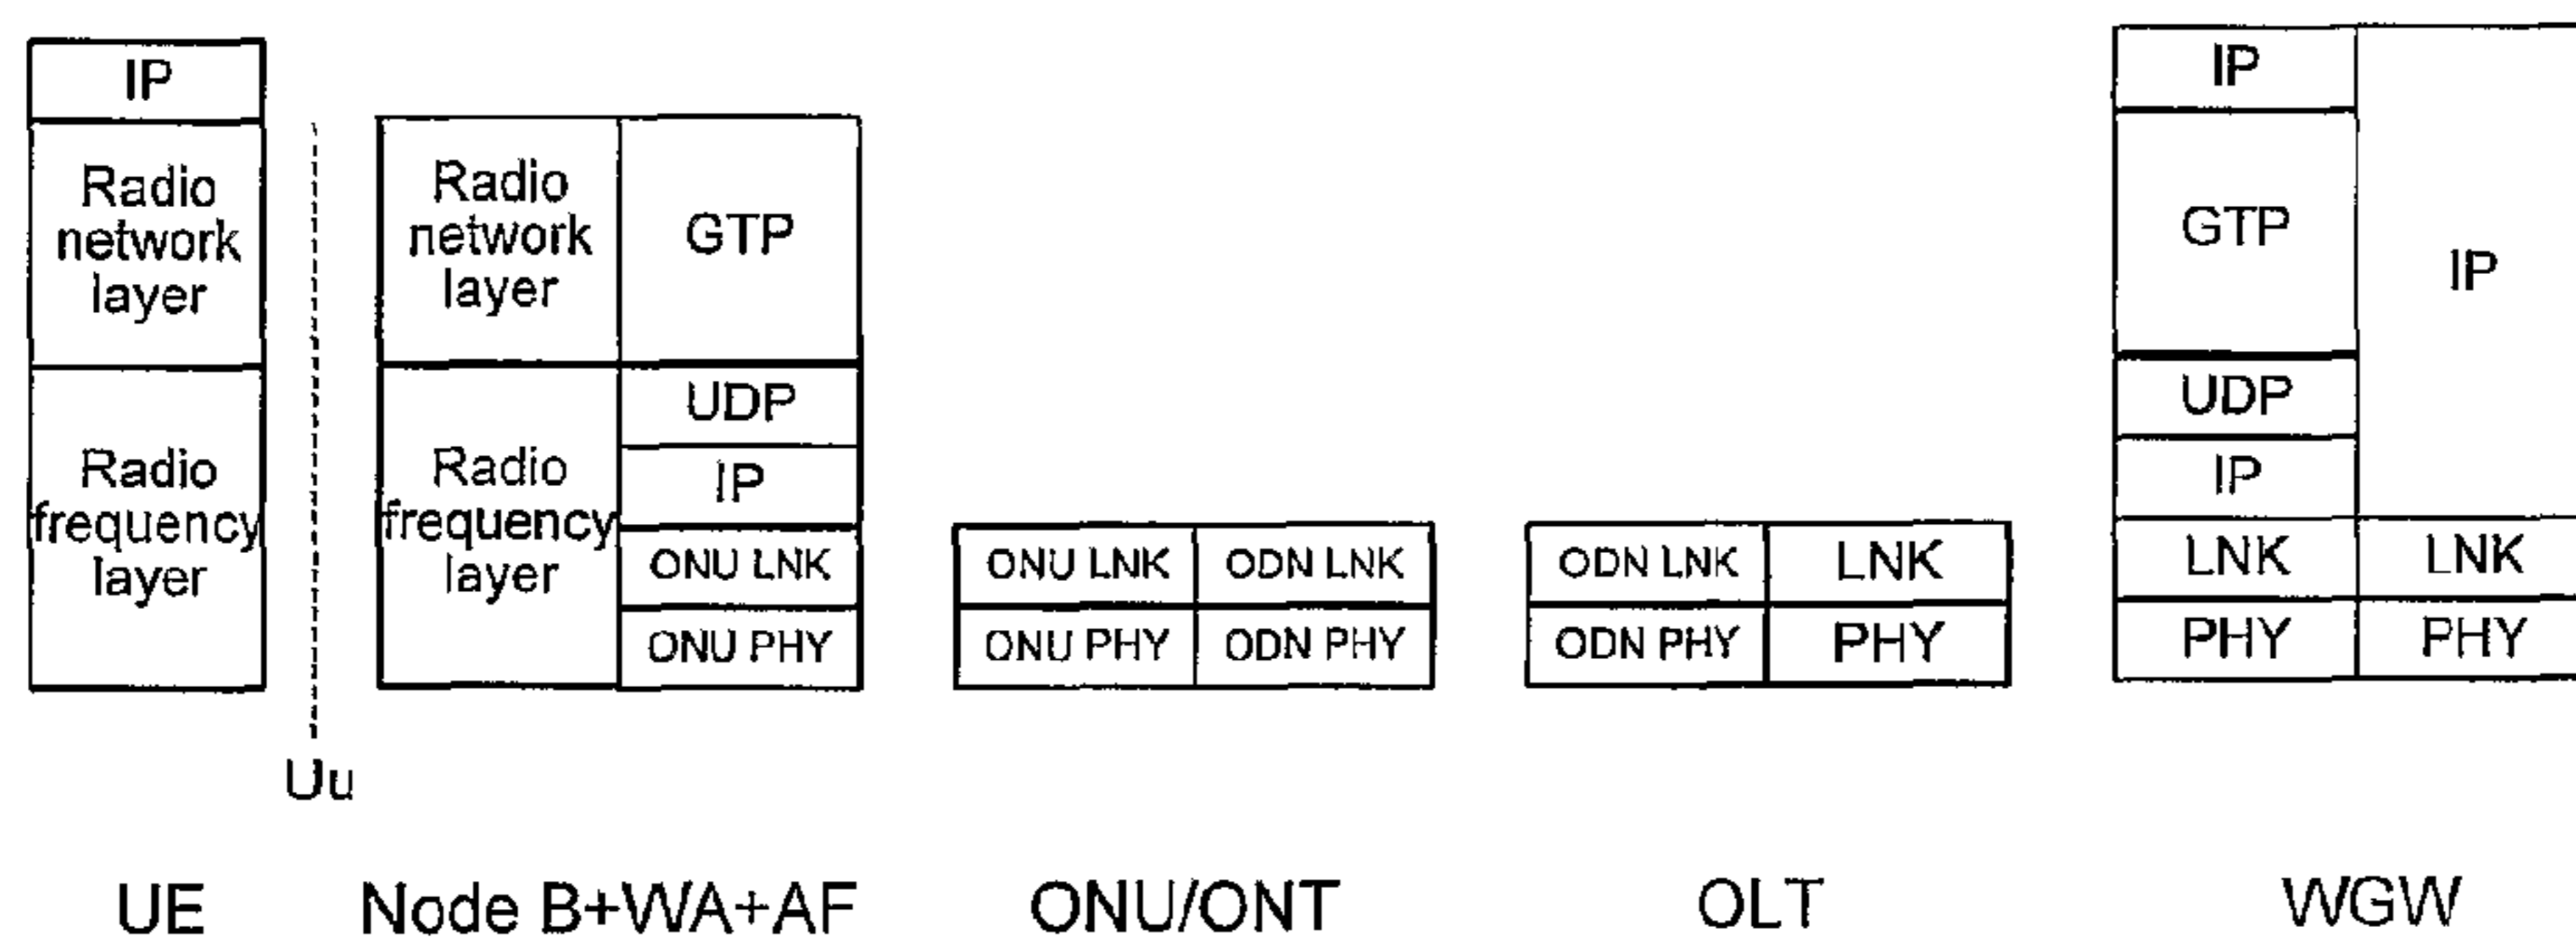 IP
Radio
network
layer
Radio
frequency
layer
Uu
UE
Radio
network
layer
GTP
Radio
frequency
layer
UDP
IP
ONU LNK
ONU PHY
Node B+WA+AF
ONU LNK
ODN LNK
ONU PHY
ODN PHY
ONU/ONT
ODN LNK
LNK
ODN PHY
PHY
OLT
IP
GTP
IP
UDP
IP
LNK
LNK
PHY
PHY
WGW